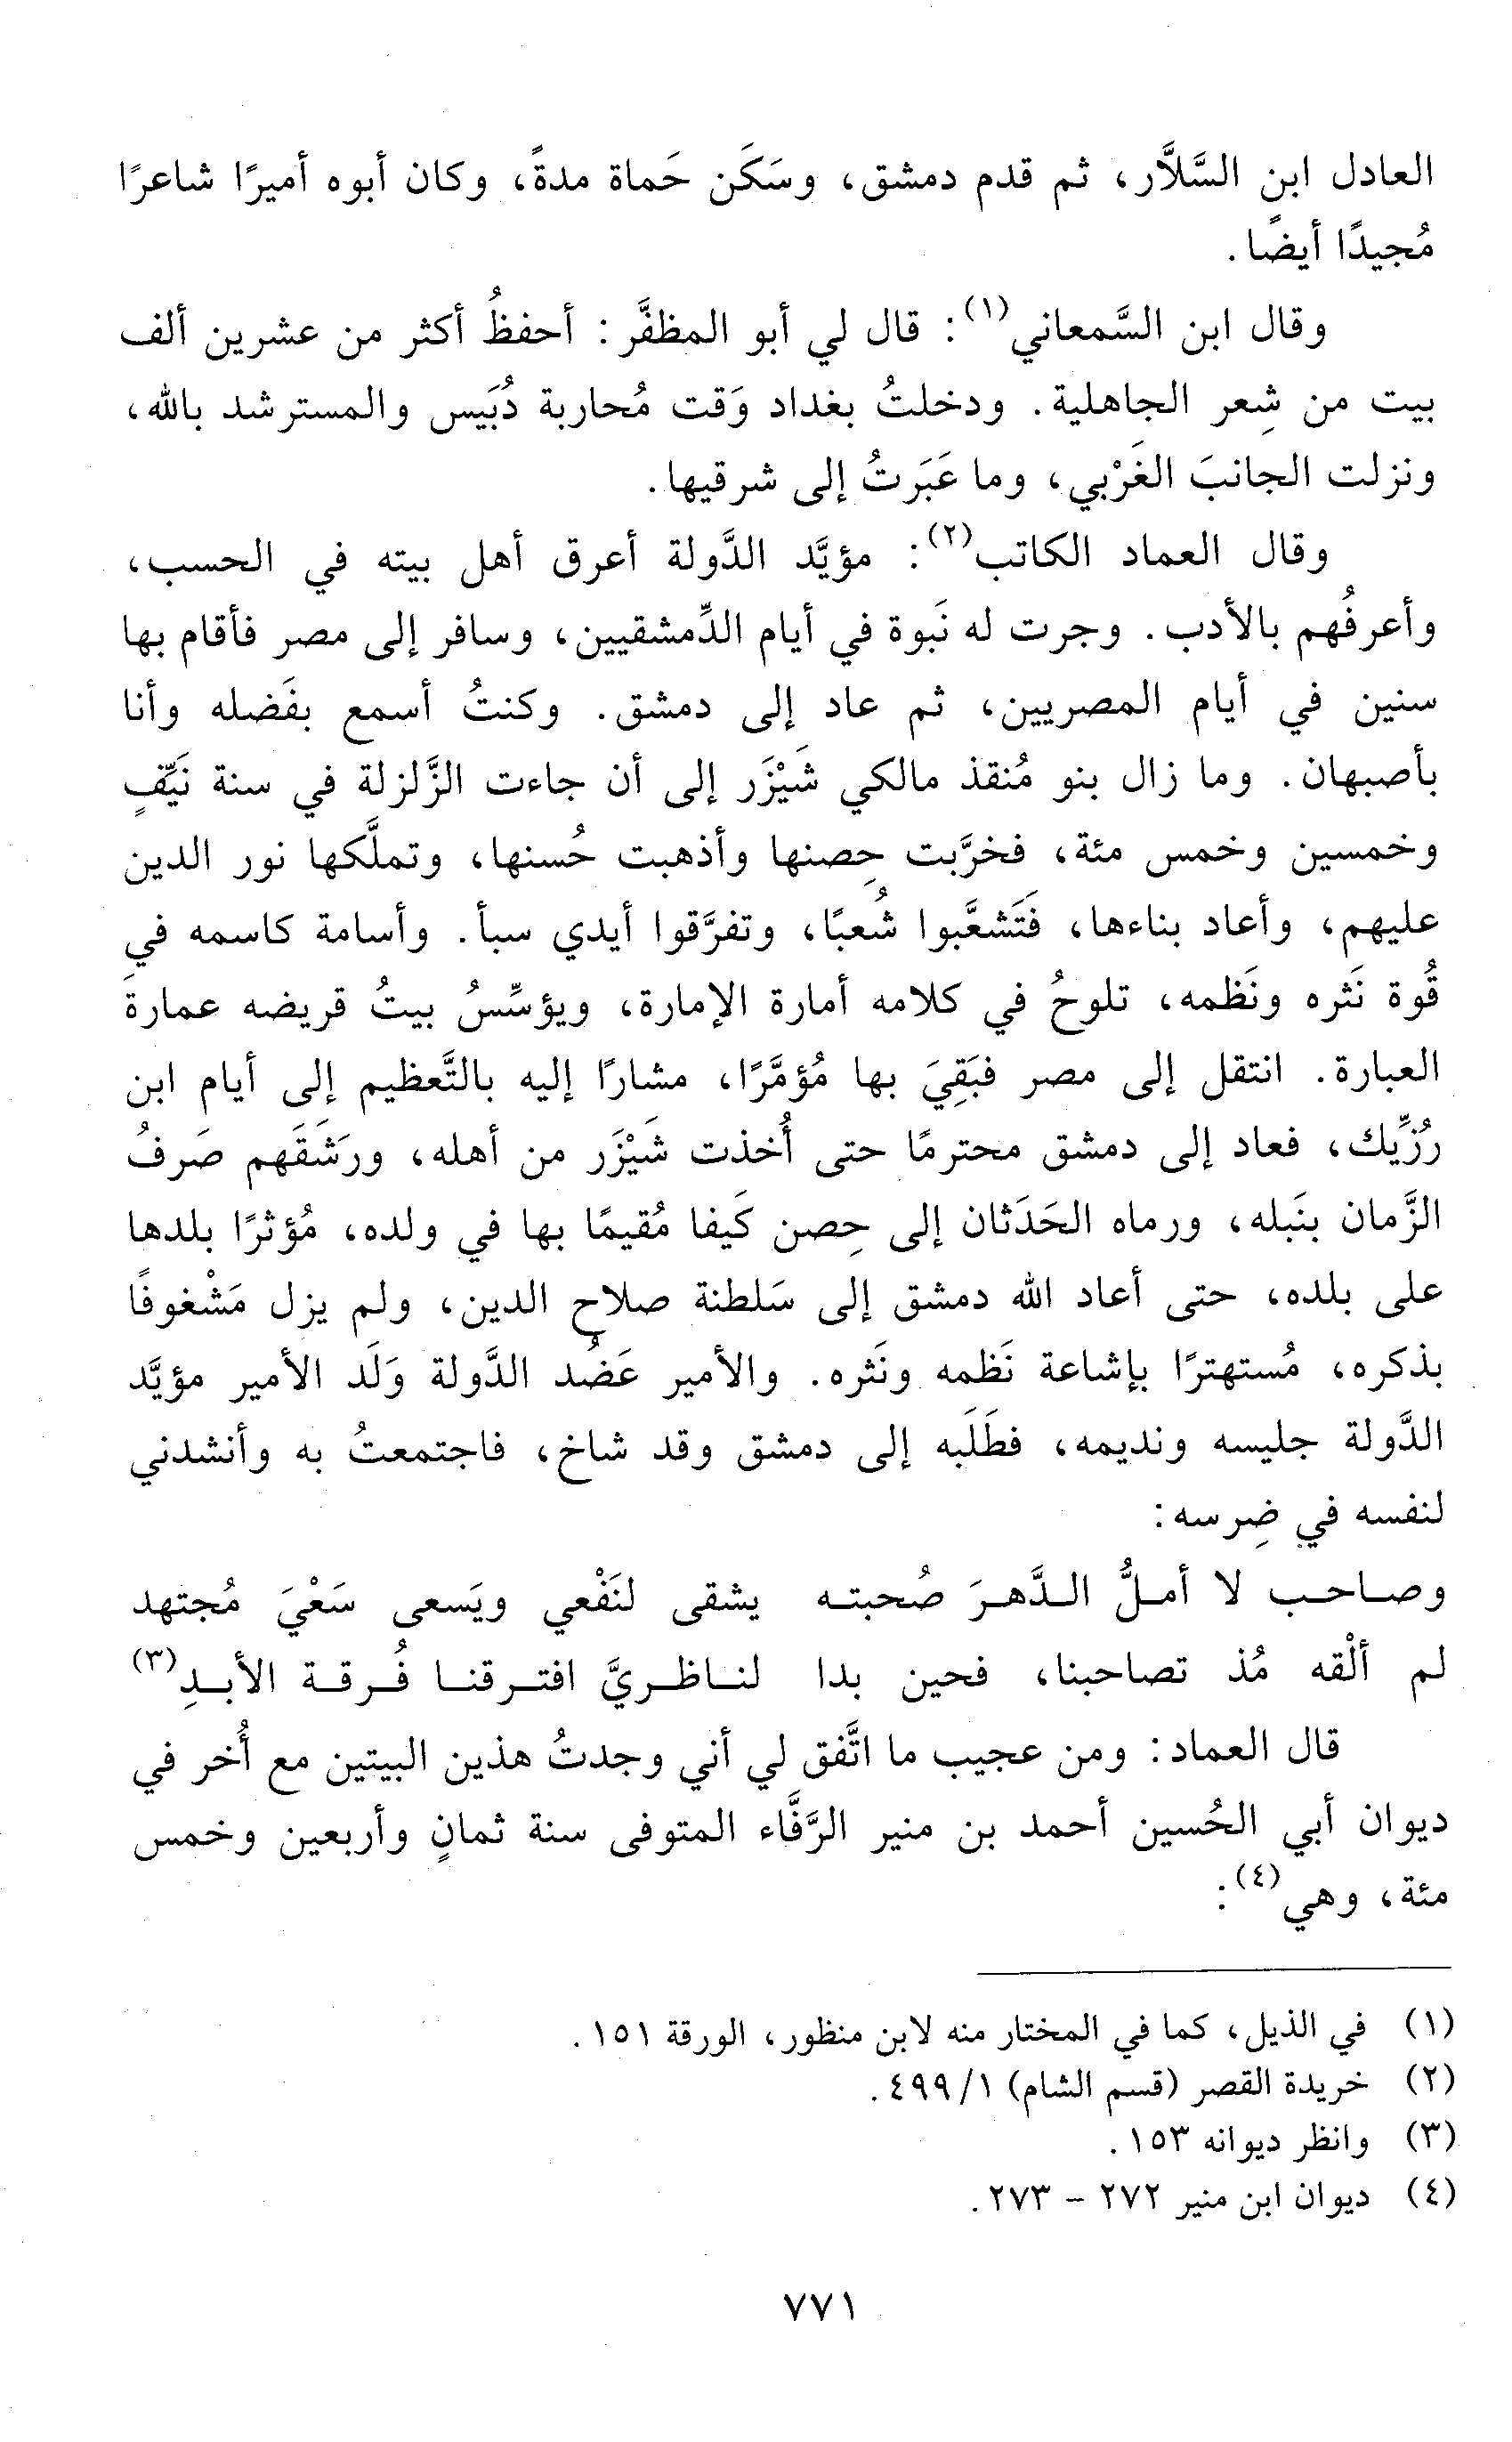 العادل ابن السَّلاَّر، ثم قدم دمشق، وسَكَن حَماة مدةً، وكان أبوه أميرًا شاعرًا
مُجيدًا أيضًا.
وقال ابن السَّمعاني(١): قال لي أبو المظفَّر: أحفظُ أكثر من عشرين ألف
بيت من شِعر الجاهلية. ودخلتُ بغداد وَقت مُحاربة دُبَيس والمسترشد بالله،
ونزلت الجانبَ الغَرْبي، وما عَبَرتُ إلى شرقيها.
وقال العماد الكاتب(٢): مؤيَّد الدَّولة أعرق أهل بيته في الحسب،
وأعرفُهم بالأدب. وجرت له نَبوة في أيام الدِّمشقيين، وسافر إلى مصر فأقام بها
سنين في أيام المصريين، ثم عاد إلى دمشق. وكنتُ أسمع بفَضله وأنا
بأصبهان. وما زال بنو مُنقذ مالكي شَيْزَر إلى أن جاءت الزَّلزلة في سنة نَيِّفٍ
وخمسين وخمس مئة، فخرَّبت حِصنها وأذهبت حُسنها، وتملَّكها نور الدين
عليهم، وأعاد بناءها، فَتَشعَّبوا شُعبًا، وتفرَّقوا أيدي سبأ. وأسامة كاسمه في
قُوة نَثره ونَظمه، تلوحُ في كلامه أمارة الإمارة، ويؤسِّسُ بيتُ قريضه عمارةَ
العبارة. انتقل إلى مصر فبَقِيَ بها مُؤمَّرًا، مشارًا إليه بالتَّعظيم إلى أيام ابن
رُزِّيك، فعاد إلى دمشق محترمًا حتى أُخذت شَيْزَر من أهله، ورَشَقَهم صَرفُ
الزَّمان بنَبله، ورماه الحَدَثان إلى حِصن كَيفا مُقيمًا بها في ولده، مُؤثرًا بلدها
على بلده، حتى أعاد الله دمشق إلى سَلطنة صلاح الدين، ولم يزل مَشْغوفًا
بذكره، مُستهترًا بإشاعة نَظمه ونَثره. والأمير عَضُد الدَّولة وَلَد الأمير مؤيَّد
الدَّولة جليسه ونديمه، فطَلَبه إلى دمشق وقد شاخ، فاجتمعتُ به وأنشدني
لنفسه في ضِرسه:
وصـاحـب لا أمـلُّ الـدَّهـرَ صُحبتـه يشقى لنَفْعي ويَسعى سَعْيَ مُجتهد
لم ألْقه مُذ تصاحبنا، فحين بدا لنـاظـريَّ افتـرقنـا فُـرقـة الأبـدِ(٣)
قال العماد: ومن عجيب ما اتَّفق لي أني وجدتُ هذين البيتين مع أُخر في
ديوان أبي الحُسين أحمد بن منير الرَّفَّاء المتوفى سنة ثمانٍ وأربعين وخمس
مئة، وهي(٤):
(١) في الذيل، كما في المختار منه لابن منظور، الورقة ١٥١.
(٢) خريدة القصر (قسم الشام) ١/ ٤٩٩.
(٣) وانظر ديوانه ١٥٣.
(٤) ديوان ابن منير ٢٧٢ – ٢٧٣.
٧٧١